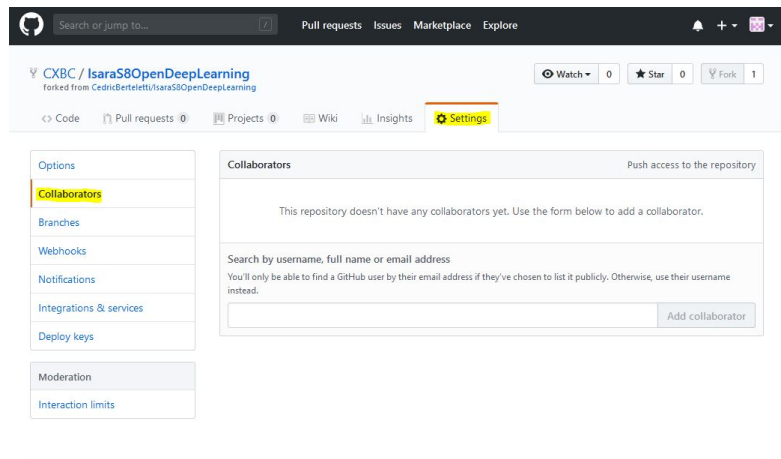 Search or jump to...
/
Pull requests Issues Marketplace Explore
CXBC / IsaraS8OpenDeepLearning
forked from CedricBerteletti/IsaraS8OpenDeepLearning
Watch 0
Star 0
Fork 1
Code
Pull requests 0
Projects 0
Wiki
Insights
Settings
Options
Collaborators
Branches
Webhooks
Notifications
Integrations & services
Deploy keys
Moderation
Interaction limits
Collaborators
Push access to the repository
This repository doesn't have any collaborators yet. Use the form below to add a collaborator.
Search by username, full name or email address
You'll only be able to find a GitHub user by their email address if they've chosen to list it publicly. Otherwise, use their username
instead.
Add collaborator